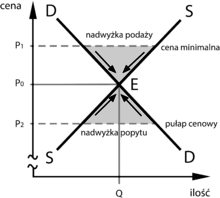 cena
D
S
nadwyżka podaży
P₁
cena minimalna
P₀
E
P₂
pułap cenowy
nadwyżka popytu
S
D
Q
ilość